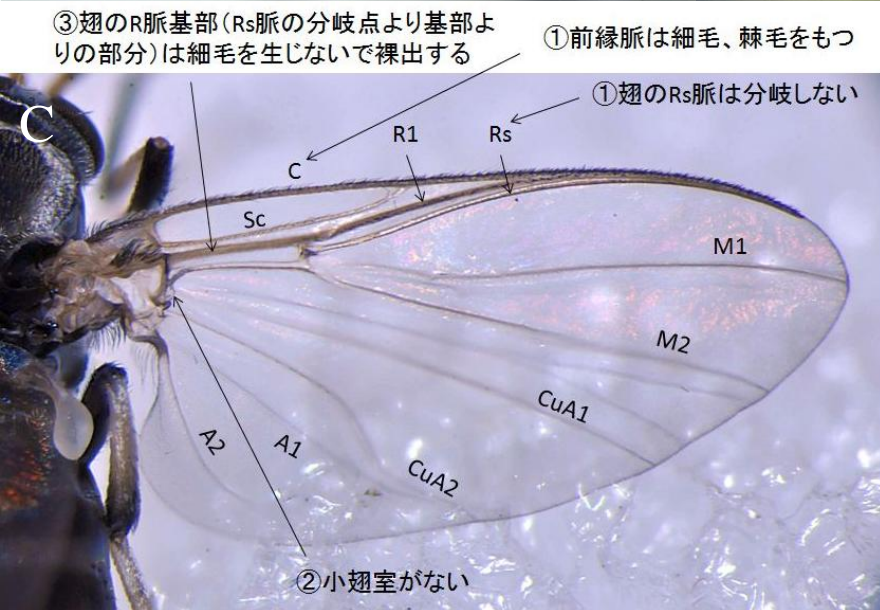 ③翅のR脈基部（Rs脈の分岐点より基部よ
りの部分）は細毛を生じないで裸出する
①前縁脈は細毛、棘毛をもつ
①翅のRs脈は分岐しない
C
R1
Rs
C
Sc
M1
M2
CuA1
A2
A1
CuA2
②小翅室がない